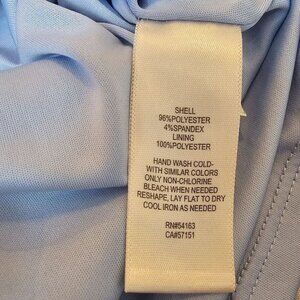 SHELL
96%POLYESTER
4%SPANDEX
LINING
100%POLYESTER
HAND WASH COLD-
WITH SIMILAR COLORS
ONLY NON-CHLORINE
BLEACH WHEN NEEDED
RESHAPE, LAY FLAT TO DRY
COOL IRON AS NEEDED
RN#54163
CA#57151